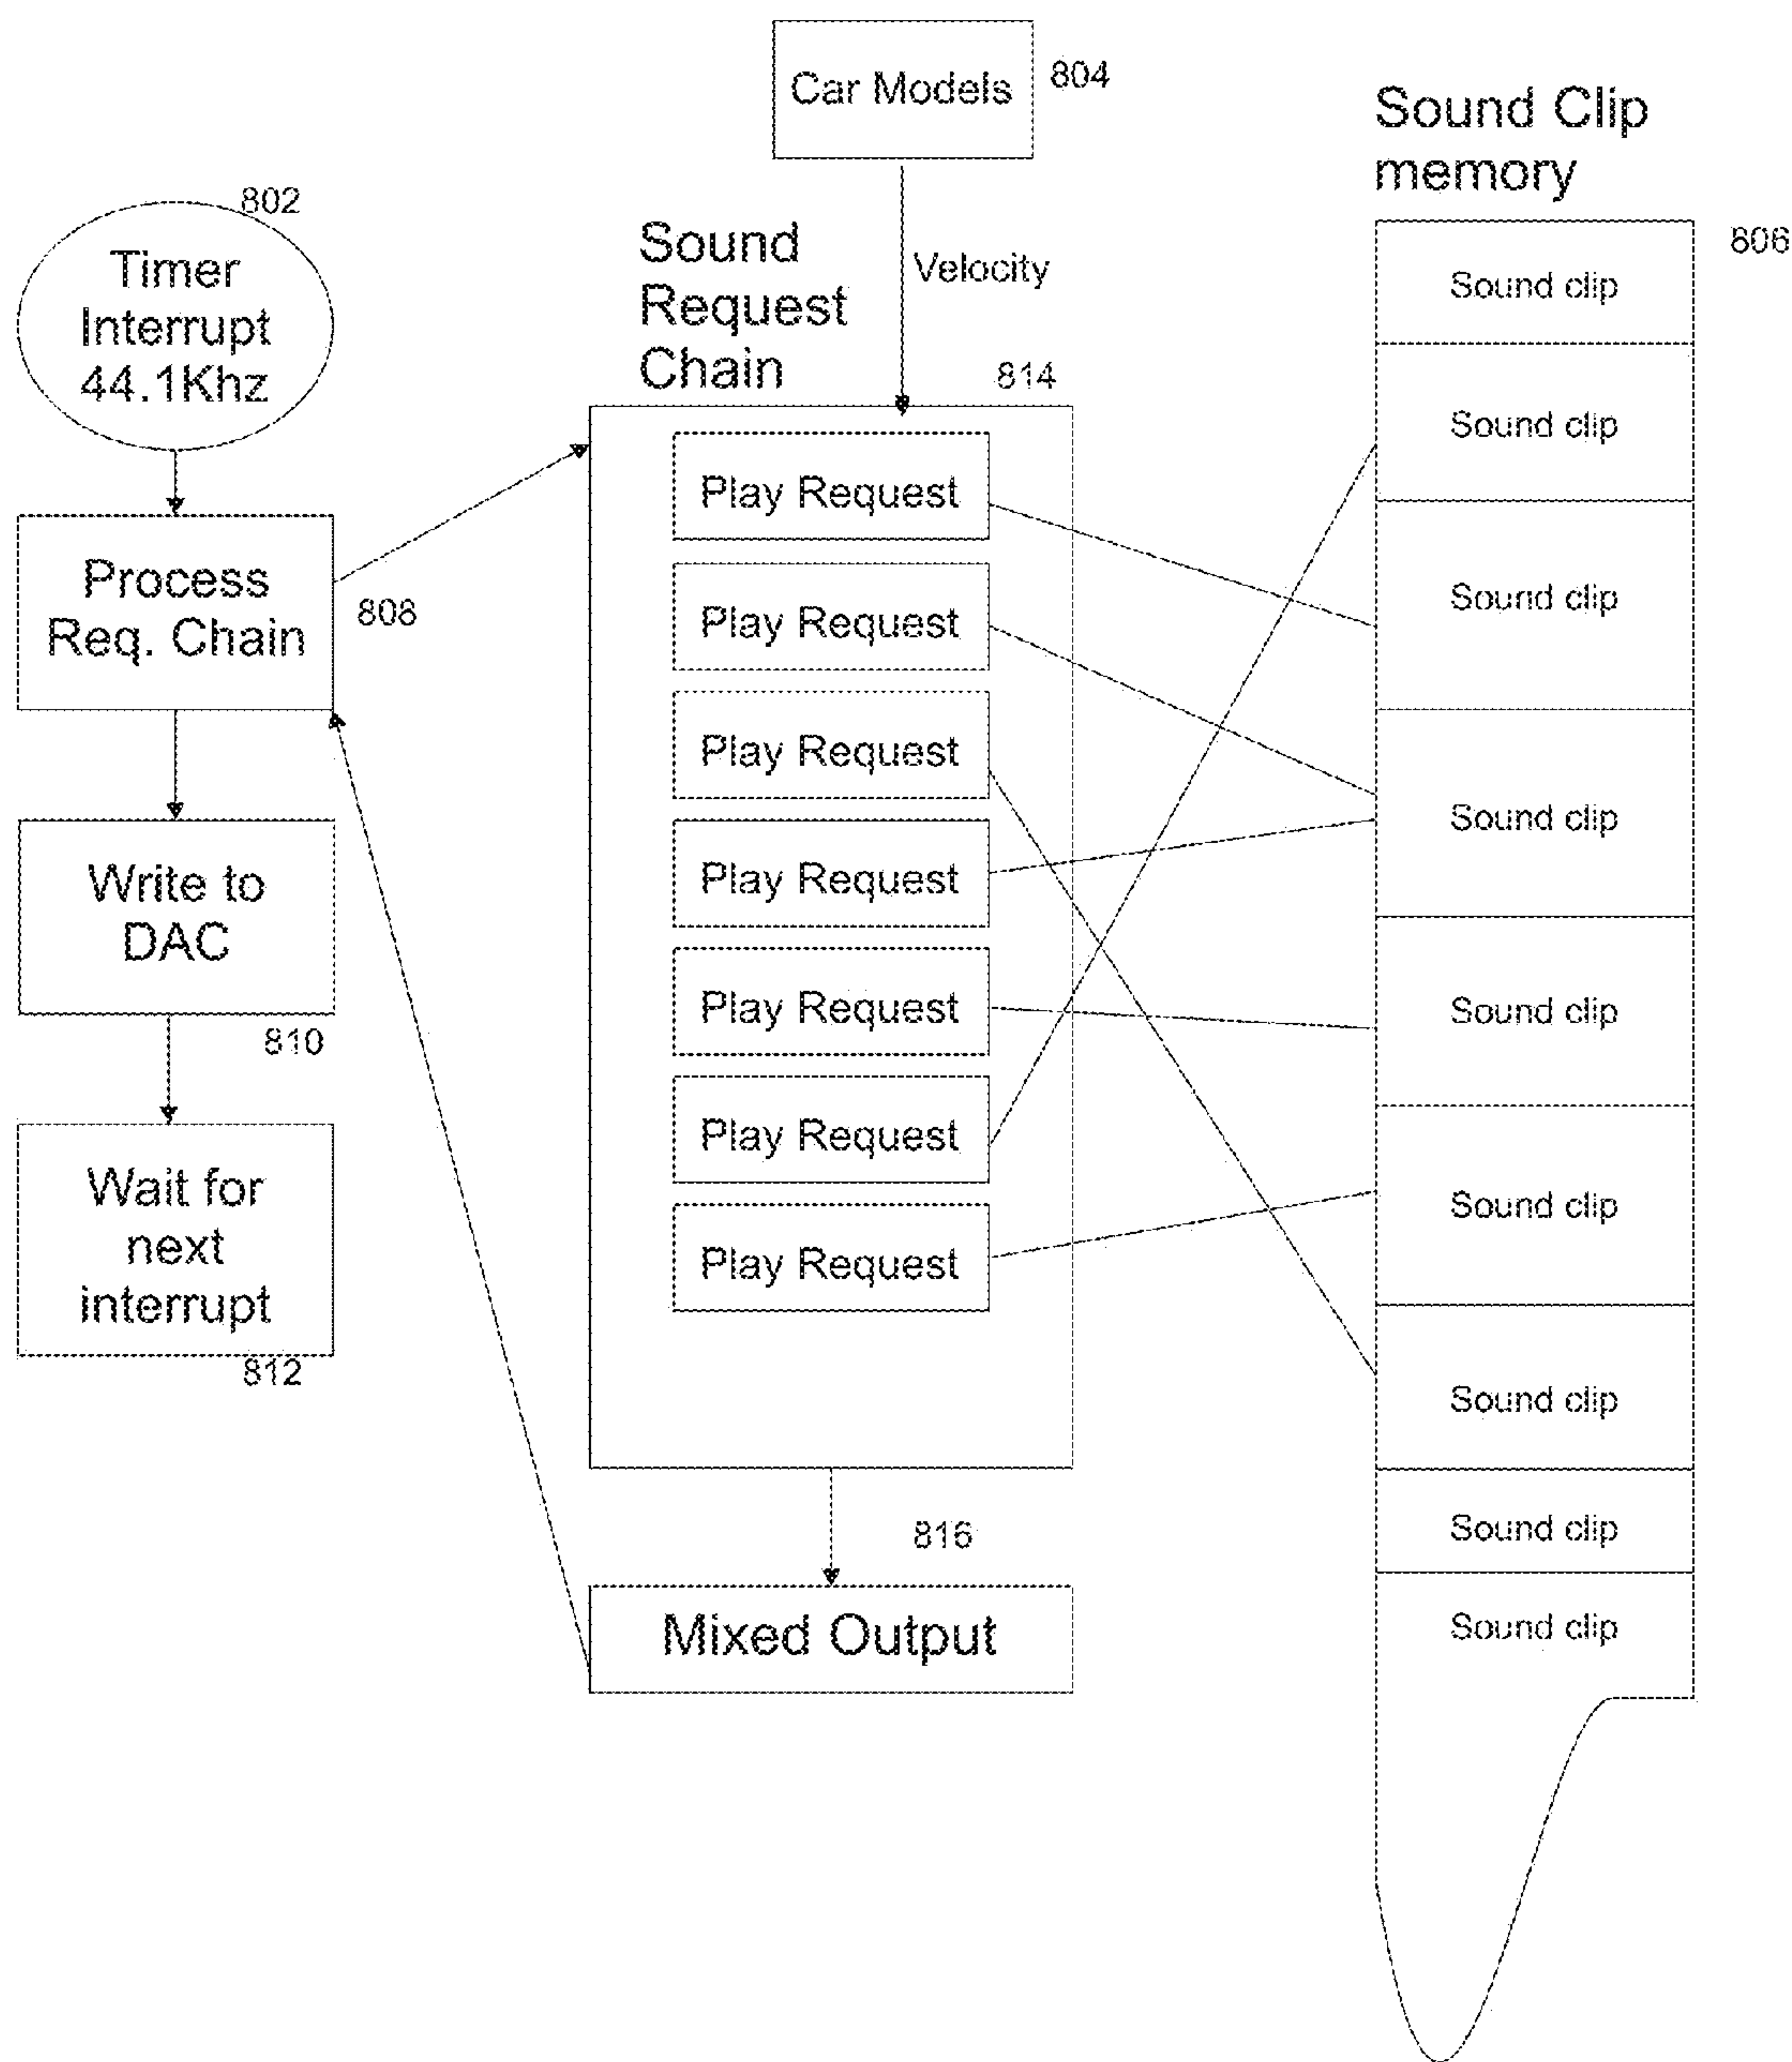 Car Models
804
Sound Clip
memory
802
Timer
Interrupt
44.1Khz
Sound
Request
Chain
Velocity
814
806
Process
Req. Chain
808
Write to
DAC
810
Wait for
next
interrupt
812
Play Request
Play Request
Play Request
Play Request
Play Request
Play Request
Play Request
816
Mixed Output
Sound clip
Sound clip
Sound clip
Sound clip
Sound clip
Sound clip
Sound clip
Sound clip
Sound clip